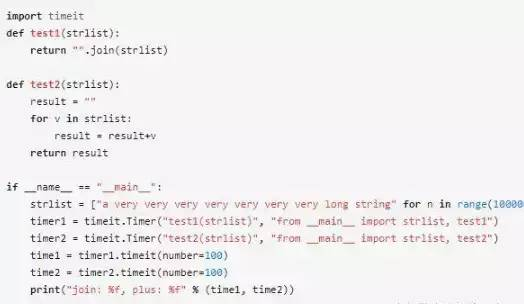 import timeit
def test1(strlist):
    return "".join(strlist)

def test2(strlist):
    result = ""
    for v in strlist:
        result = result+v
    return result

if __name__ == "__main__":
    strlist = ["a very very very very very very very long string" for n in range(100000
    timer1 = timeit.Timer("test1(strlist)", "from __main__ import strlist, test1")
    timer2 = timeit.Timer("test2(strlist)", "from __main__ import strlist, test2")
    time1 = timer1.timeit(number=100)
    time2 = timer2.timeit(number=100)
    print("join: %f, plus: %f" % (time1, time2))